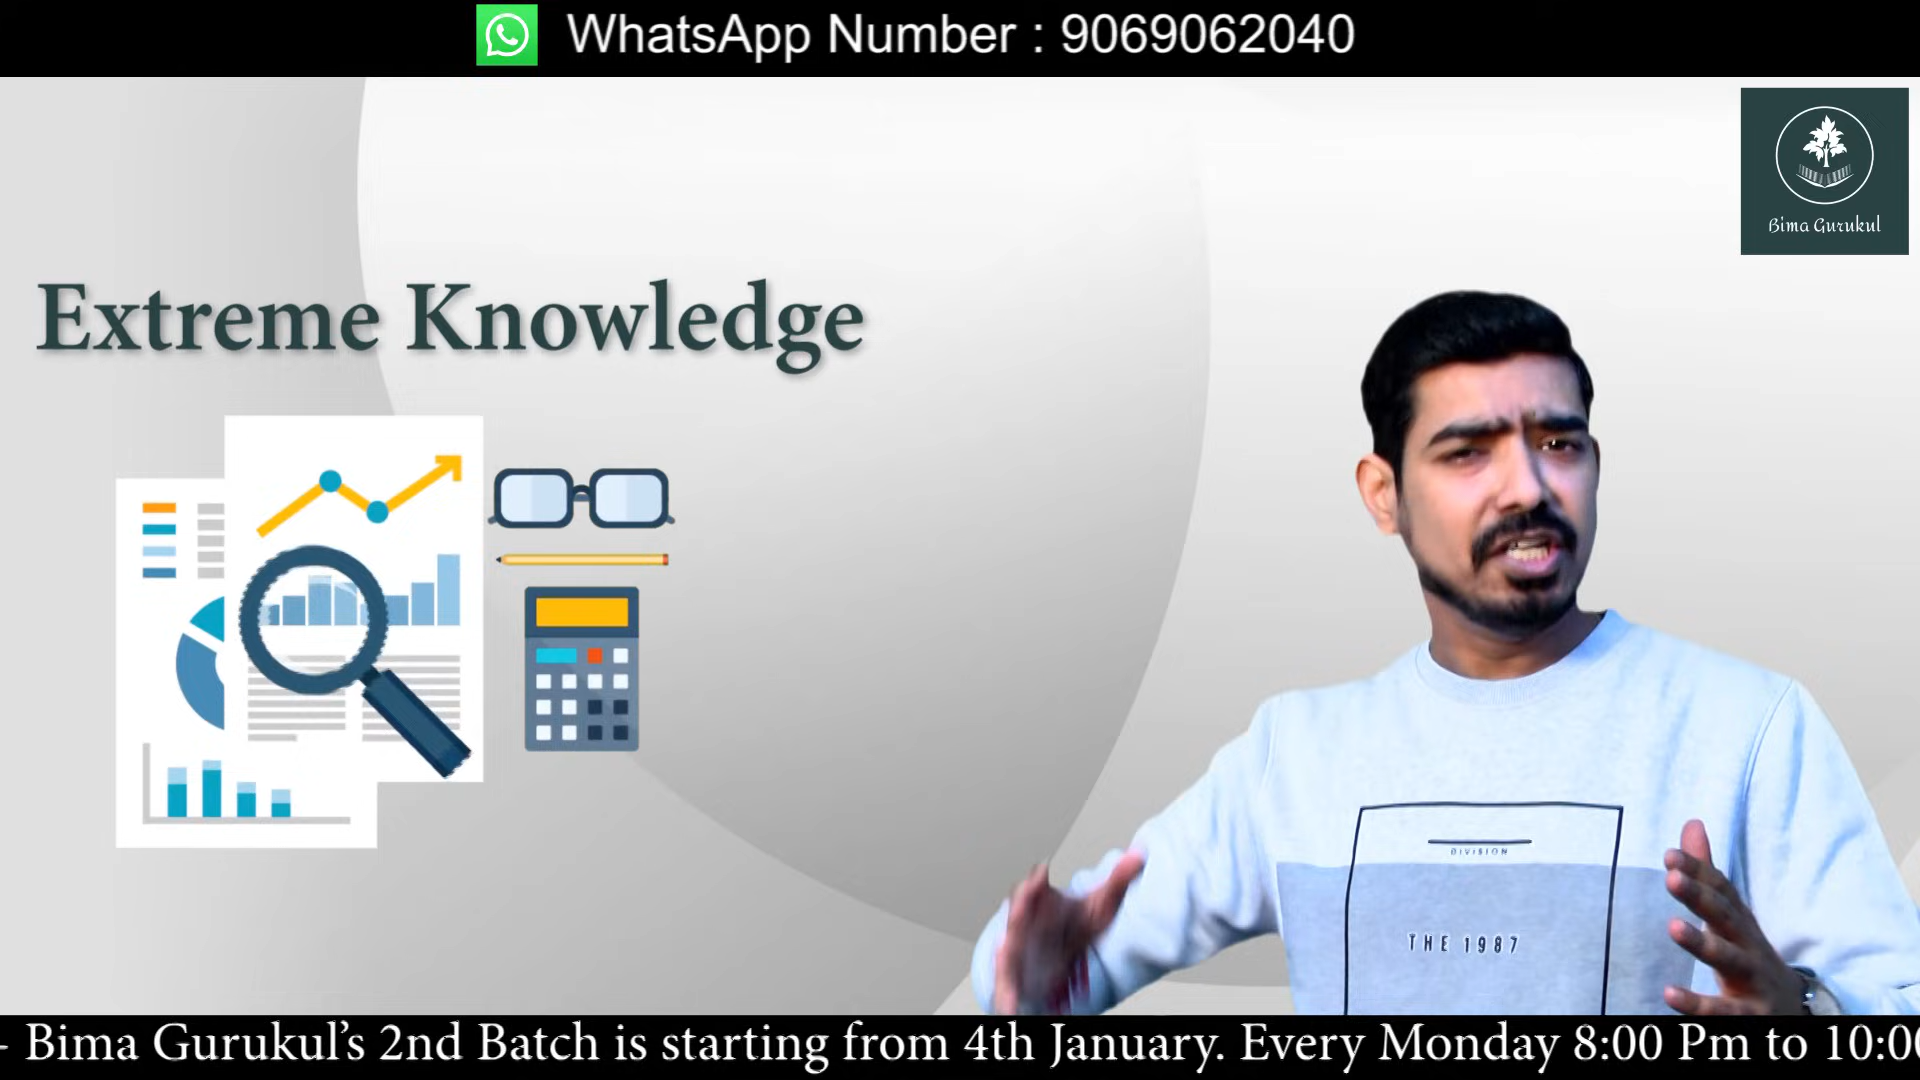 WhatsApp Number : 9069062040
Bima Gurukul
Extreme Knowledge
DIVISION
THE 1987
- Bima Gurukul’s 2nd Batch is starting from 4th January. Every Monday 8:00 Pm to 10:00